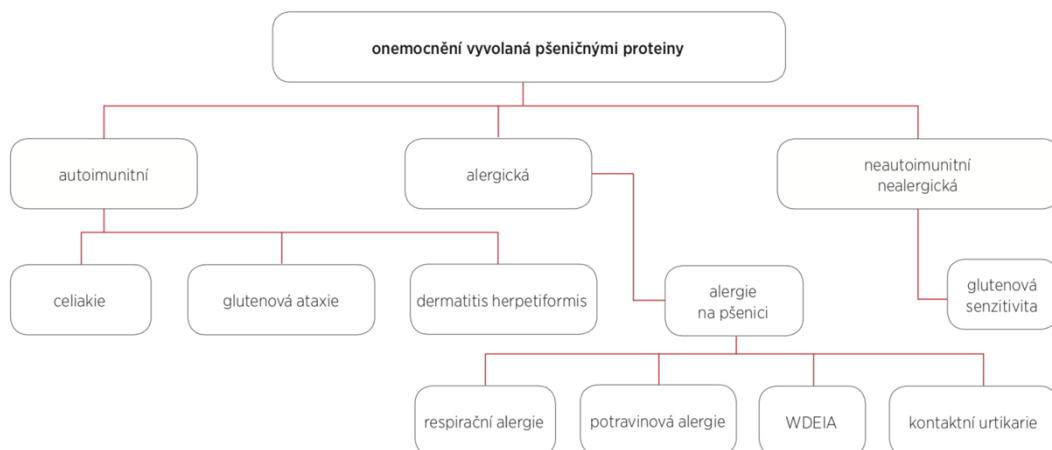 onemocnění vyvolaná pšeničnými proteiny
autoimunitní
alergická
neautoimunitní
nealergická
celiakie
glutenová ataxie
dermatitis herpetiformis
alergie
na pšenici
glutenová
senzitivita
respirační alergie
potravinová alergie
WDEIA
kontaktní urtikarie